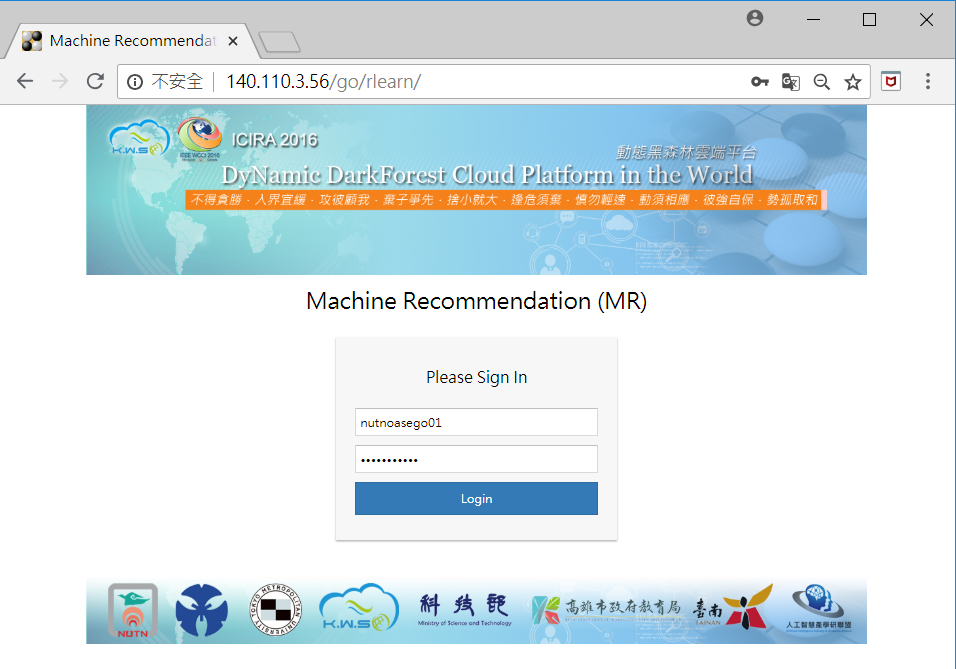 Machine Recommendat
不安全 140.110.3.56/go/rlearn/
K.W.S
IEEE WCCI 2016
ICIRA 2016
動態黑森林雲端平台
DyNamic DarkForest Cloud Platform in the World
不得貪勝 · 入界宜緩 · 攻彼顧我 · 棄子爭先 · 捨小就大 · 逢危須棄 · 慎勿輕速 · 動須相應 · 彼強自保 · 勢孤取和
Machine Recommendation (MR)
Please Sign In
nutnoasego01
•••••••••••
Login
NUTN
TOKYO METROPOLITAN UNIVERSITY
K.W.S
科技部
Ministry of Science and Technology
高雄市政府教育局
臺南
TAINAN
人工智慧產學研聯盟